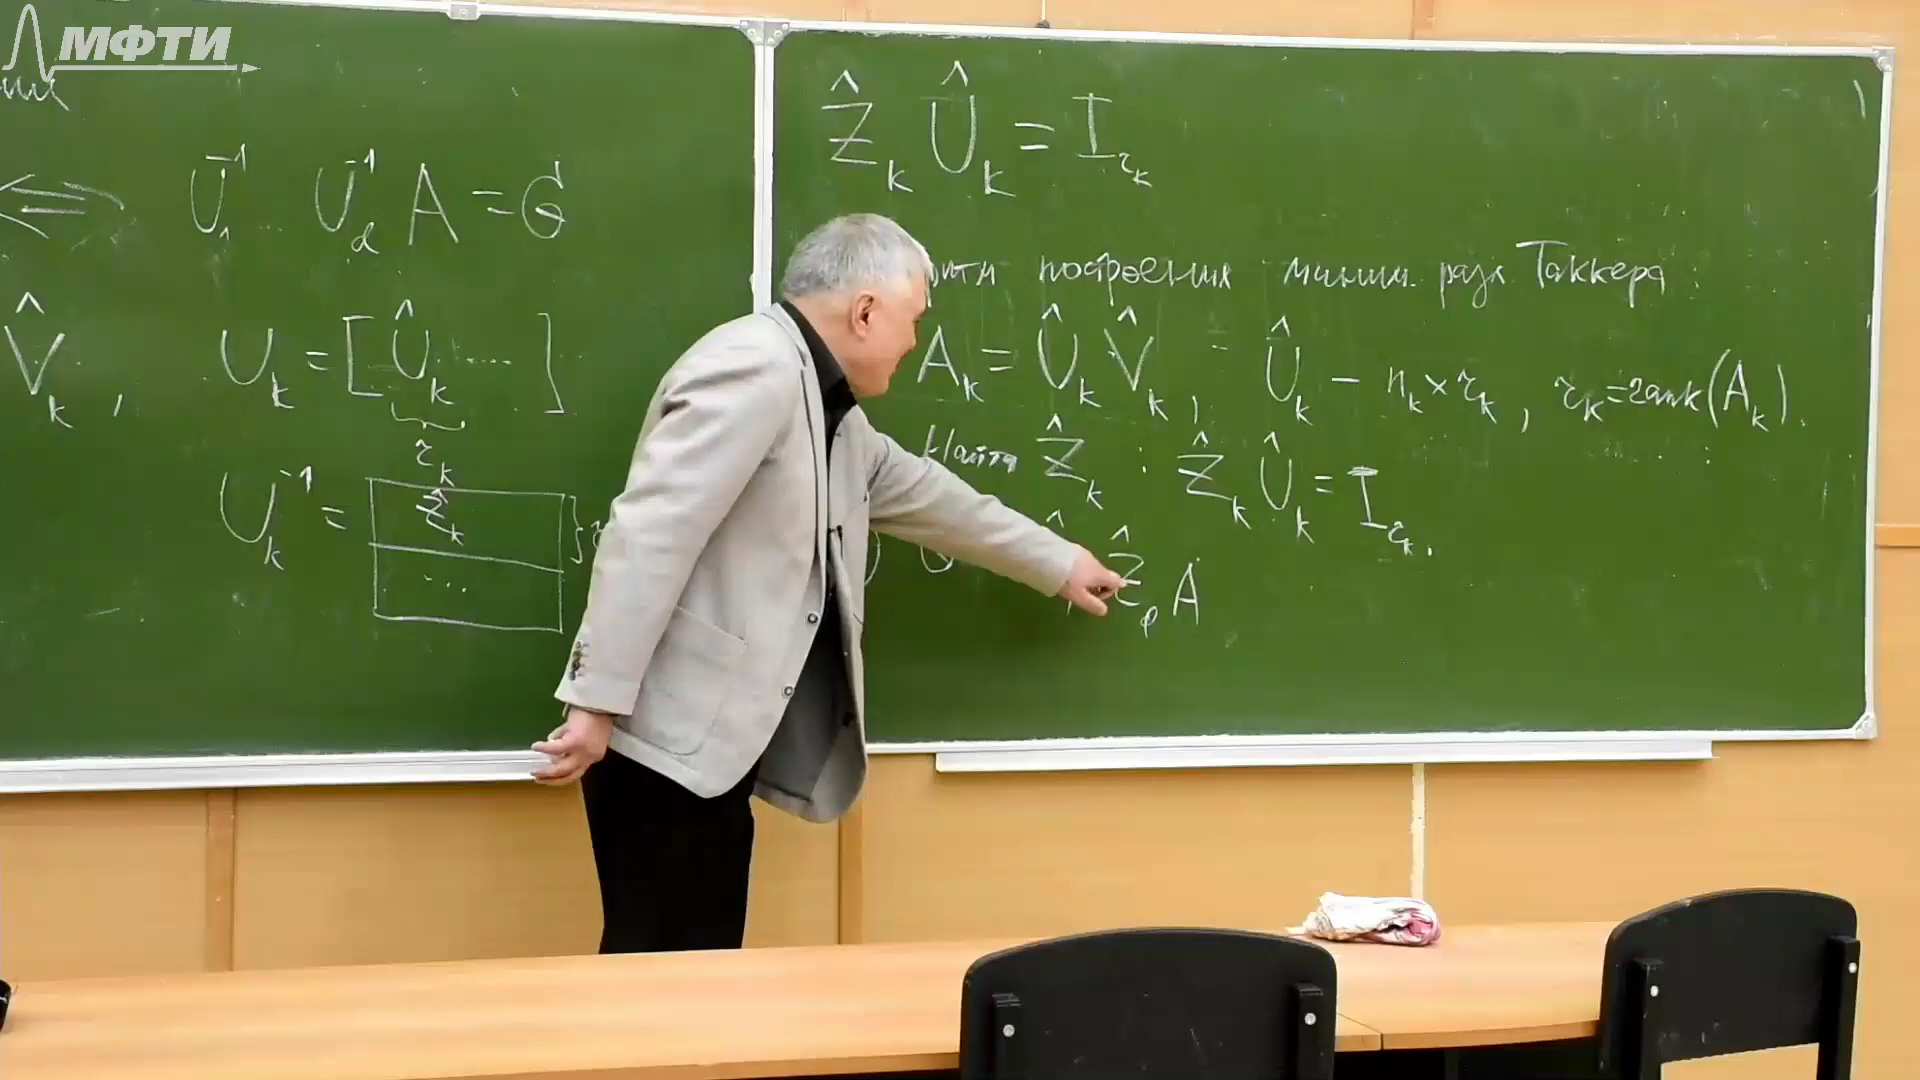 МФТИ
⟺ U₁⁻¹ … U_d⁻¹ A = G
V̂_k , U_k = [ Û_k …… ]
r_k
U_k⁻¹ =
Ẑ_k
...
Ẑ_k Û_k = I_{r_k}
построения миним. разл. Таккера
A_k = Û_k V̂_k , Û_k – n_k × r_k , r_k = rank(A_k).
Найти Ẑ_k : Ẑ_k Û_k = I_{r_k} .
A